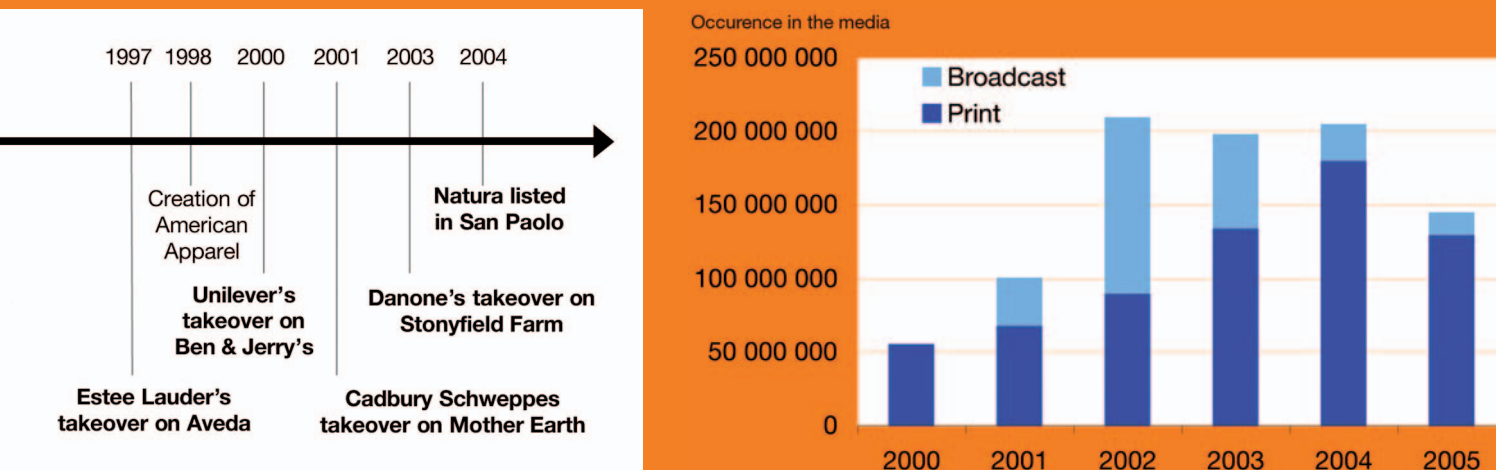 1997 1998 2000 2001 2003 2004
Creation of
American
Apparel
Natura listed
in San Paolo
Unilever's
takeover on
Ben & Jerry's
Danone's takeover on
Stonyfield Farm
Estee Lauder's
takeover on Aveda
Cadbury Schweppes
takeover on Mother Earth
Occurence in the media
250 000 000
Broadcast
Print
200 000 000
150 000 000
100 000 000
50 000 000
0
2000 2001 2002 2003 2004 2005